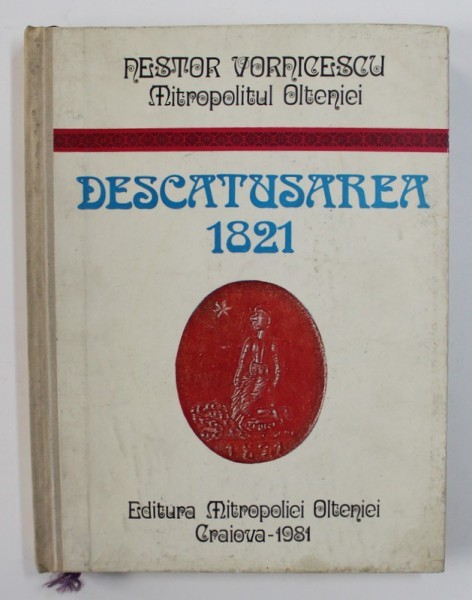 NESTOR VORNICESCU
Mitropolitul Olteniei
DESCATUSAREA
1821
Editura Mitropoliei Olteniei
Craiova-1981